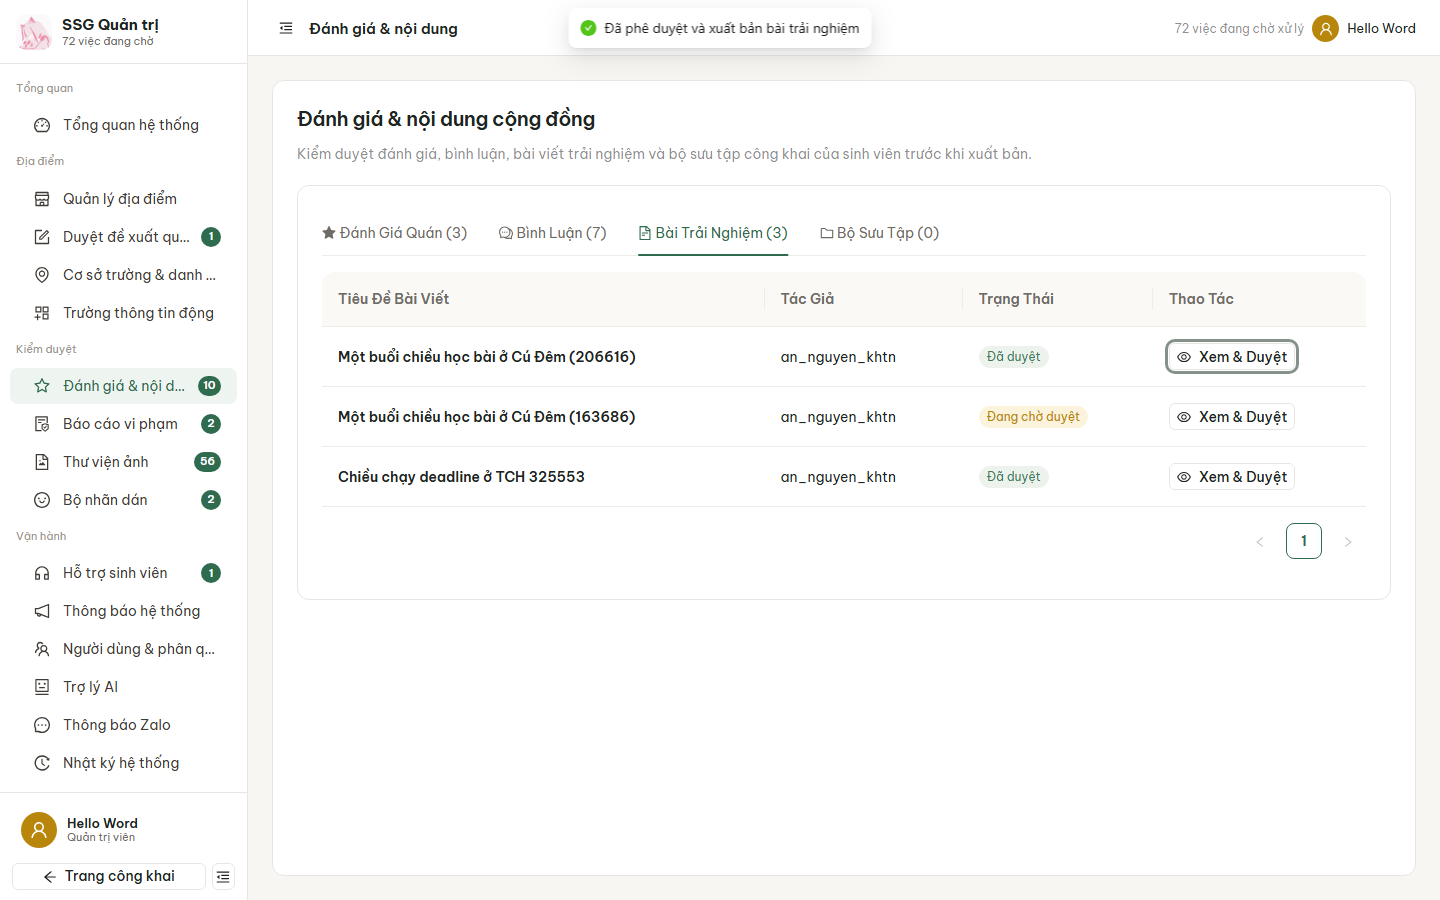 SSG Quản trị
72 việc đang chờ
Tổng quan
Tổng quan hệ thống
Địa điểm
Quản lý địa điểm
Duyệt đề xuất qu... 1
Cơ sở trường & danh ...
Trường thông tin động
Kiểm duyệt
Đánh giá & nội d... 10
Báo cáo vi phạm 2
Thư viện ảnh 56
Bộ nhãn dán 2
Vận hành
Hỗ trợ sinh viên 1
Thông báo hệ thống
Người dùng & phân q...
Trợ lý AI
Thông báo Zalo
Nhật ký hệ thống
Hello Word
Quản trị viên
Trang công khai
Đánh giá & nội dung
Đã phê duyệt và xuất bản bài trải nghiệm
72 việc đang chờ xử lý Hello Word
Đánh giá & nội dung cộng đồng
Kiểm duyệt đánh giá, bình luận, bài viết trải nghiệm và bộ sưu tập công khai của sinh viên trước khi xuất bản.
Đánh Giá Quán (3) Bình Luận (7) Bài Trải Nghiệm (3) Bộ Sưu Tập (0)
Tiêu Đề Bài Viết Tác Giả Trạng Thái Thao Tác
Một buổi chiều học bài ở Cú Đêm (206616) an_nguyen_khtn Đã duyệt Xem & Duyệt
Một buổi chiều học bài ở Cú Đêm (163686) an_nguyen_khtn Đang chờ duyệt Xem & Duyệt
Chiều chạy deadline ở TCH 325553 an_nguyen_khtn Đã duyệt Xem & Duyệt
< 1 >